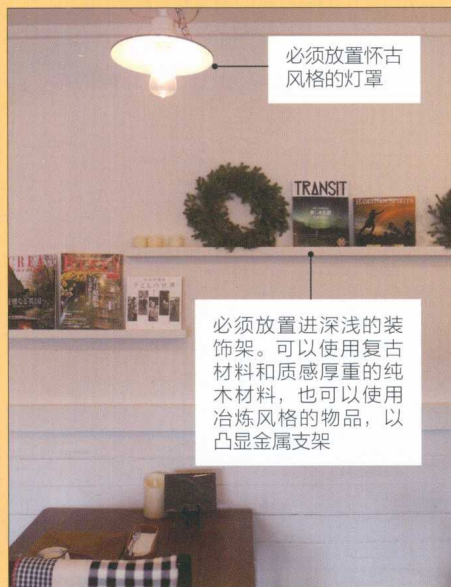 必须放置怀古
风格的灯罩
TRANSIT
CREA
必须放置进深浅的装
饰架。可以使用复古
材料和质感厚重的纯
木材料，也可以使用
冶炼风格的物品，以
凸显金属支架